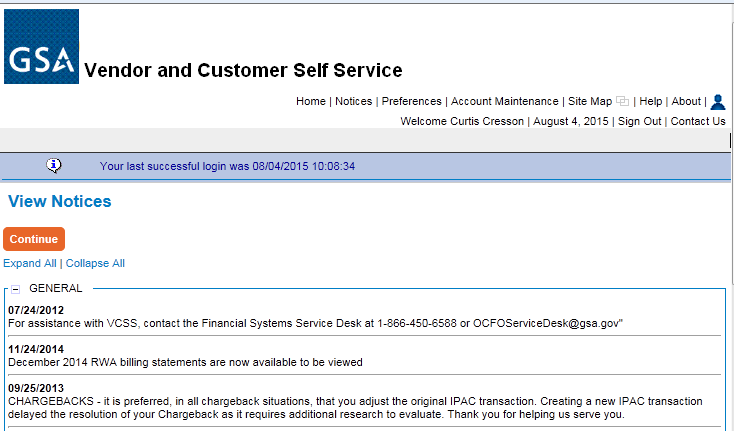 GSA
Vendor and Customer Self Service
Home | Notices | Preferences | Account Maintenance | Site Map | Help | About |
Welcome Curtis Cresson | August 4, 2015 | Sign Out | Contact Us
Your last successful login was 08/04/2015 10:08:34
View Notices
Continue
Expand All | Collapse All
GENERAL
07/24/2012
For assistance with VCSS, contact the Financial Systems Service Desk at 1-866-450-6588 or OCFOServiceDesk@gsa.gov"
11/24/2014
December 2014 RWA billing statements are now available to be viewed
09/25/2013
CHARGEBACKS - it is preferred, in all chargeback situations, that you adjust the original IPAC transaction. Creating a new IPAC transaction
delayed the resolution of your Chargeback as it requires additional research to evaluate. Thank you for helping us serve you.